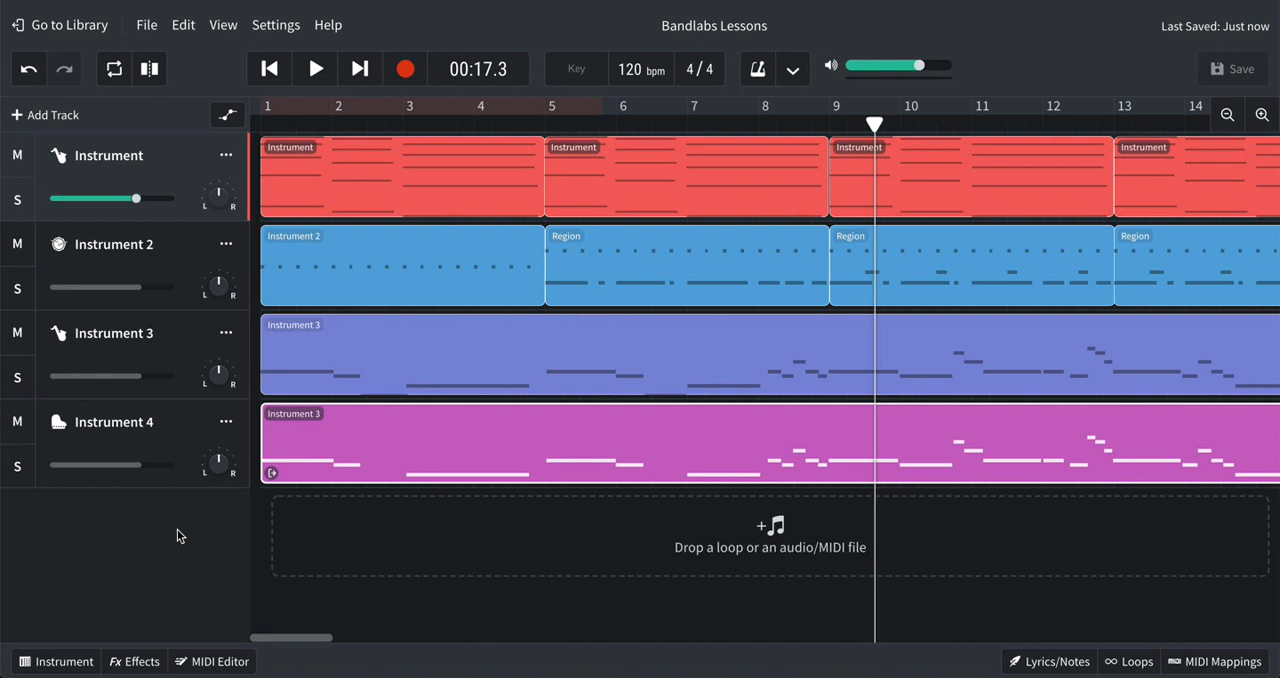 Go to Library File Edit View Settings Help Bandlabs Lessons Last Saved: Just now
00:17.3 Key 120 bpm 4/4 Save
+ Add Track 1 2 3 4 5 6 7 8 9 10 11 12 13 14
M Instrument ... Instrument Instrument Instrument Instrument
S L R
M Instrument 2 ... Instrument 2 Region Region Region
S L R
M Instrument 3 ... Instrument 3
S L R
M Instrument 4 ... Instrument 3
S L R
Drop a loop or an audio/MIDI file
Instrument Fx Effects MIDI Editor Lyrics/Notes Loops MIDI Mappings